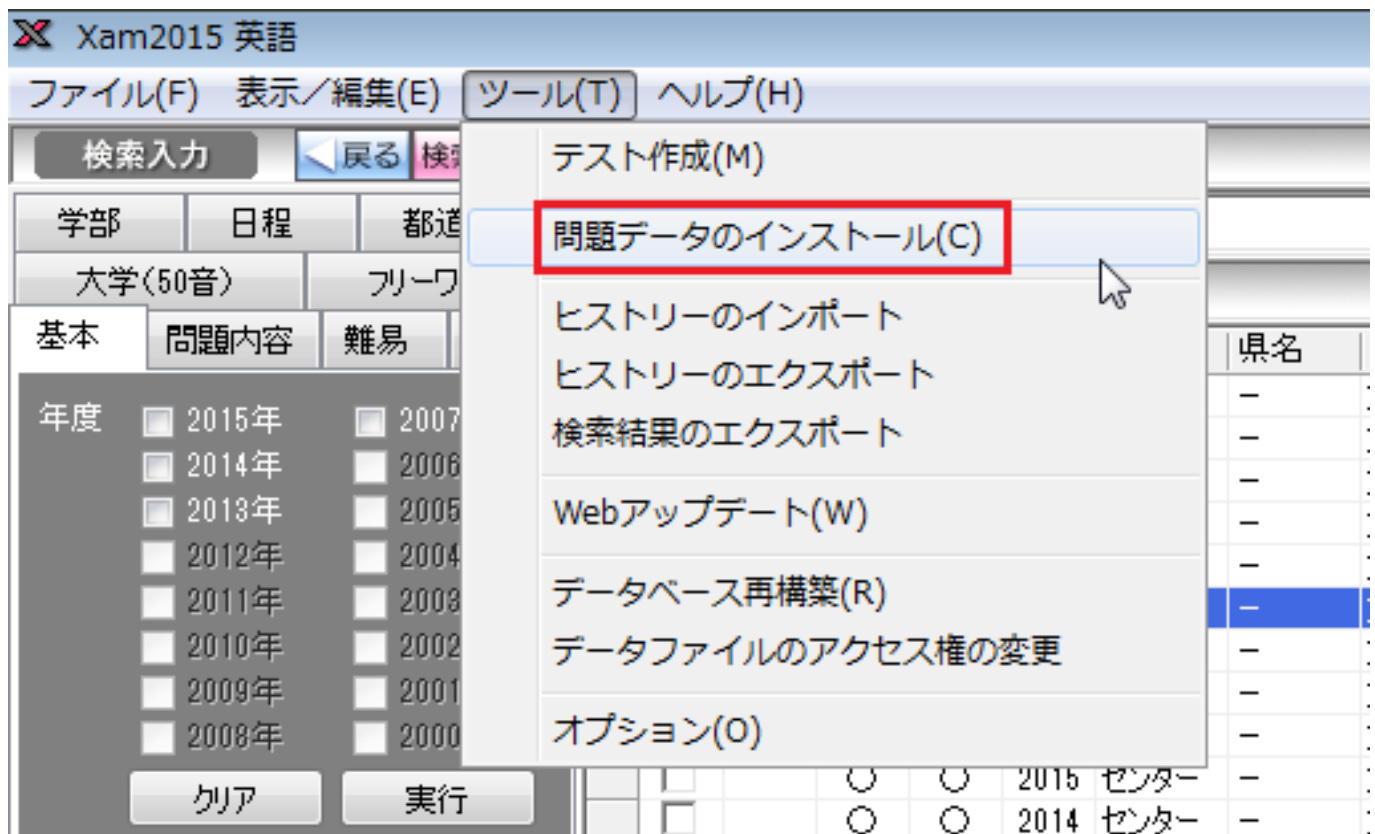 Xam2015 英語
ファイル(F) 表示／編集(E) ツール(T) ヘルプ(H)
検索入力 戻る
テスト作成(M)
問題データのインストール(C)
ヒストリーのインポート
ヒストリーのエクスポート
検索結果のエクスポート
Webアップデート(W)
データベース再構築(R)
データファイルのアクセス権の変更
オプション(O)
学部 日程
大学(50音)
基本 問題内容 難易
県名
年度 2015年 2007
2014年 2006
2013年 2005
2012年 2004
2011年 2003
2010年 2002
2009年 2001
2008年 2000
クリア 実行
○ ○ 2015 センター −
○ ○ 2014 センター −